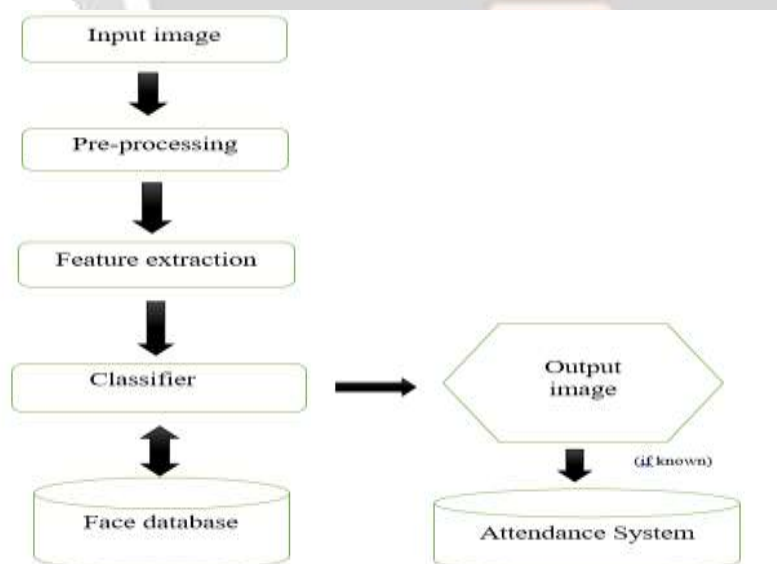 Input image
Pre-processing
Feature extraction
Classifier
Output
image
(if known)
Face database
Attendance System